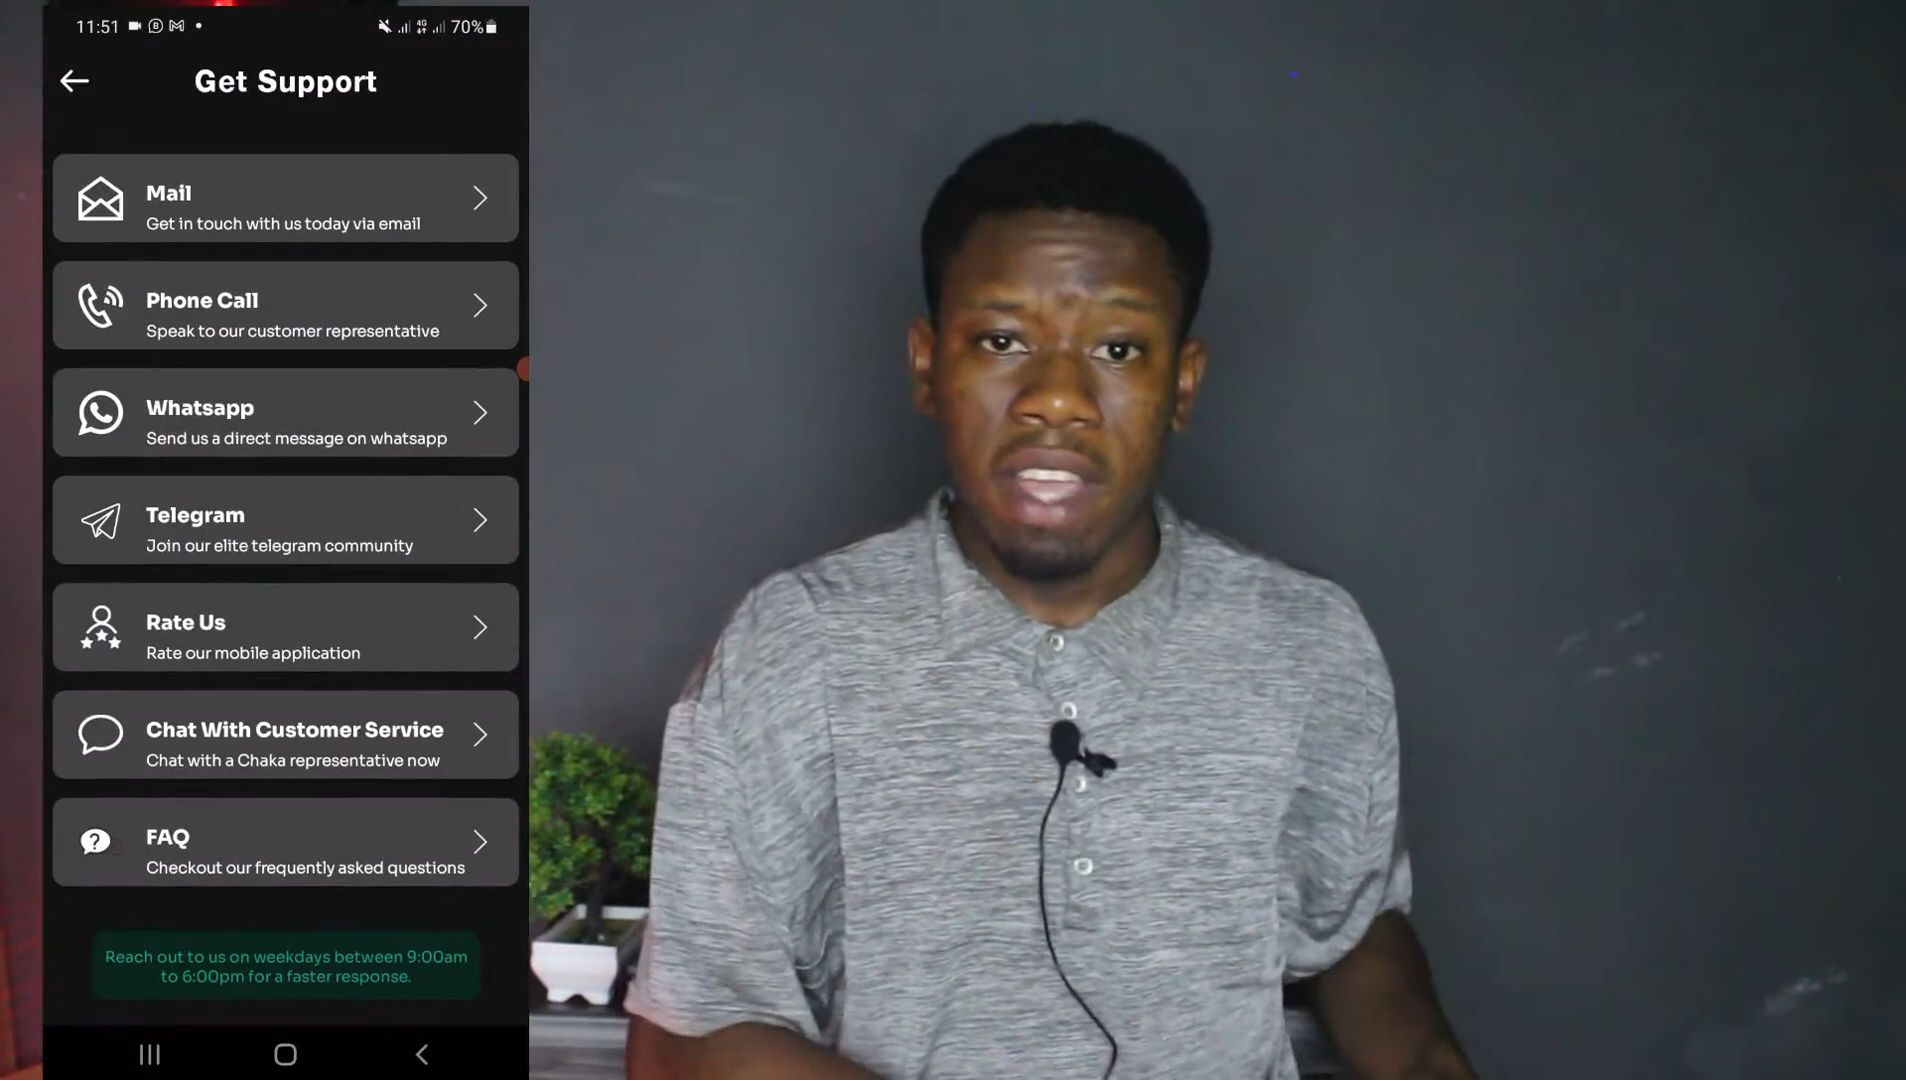 11:51
4G
70%
Get Support
Mail
Get in touch with us today via email
Phone Call
Speak to our customer representative
Whatsapp
Send us a direct message on whatsapp
Telegram
Join our elite telegram community
Rate Us
Rate our mobile application
Chat With Customer Service
Chat with a Chaka representative now
FAQ
Checkout our frequently asked questions
Reach out to us on weekdays between 9:00am
to 6:00pm for a faster response.